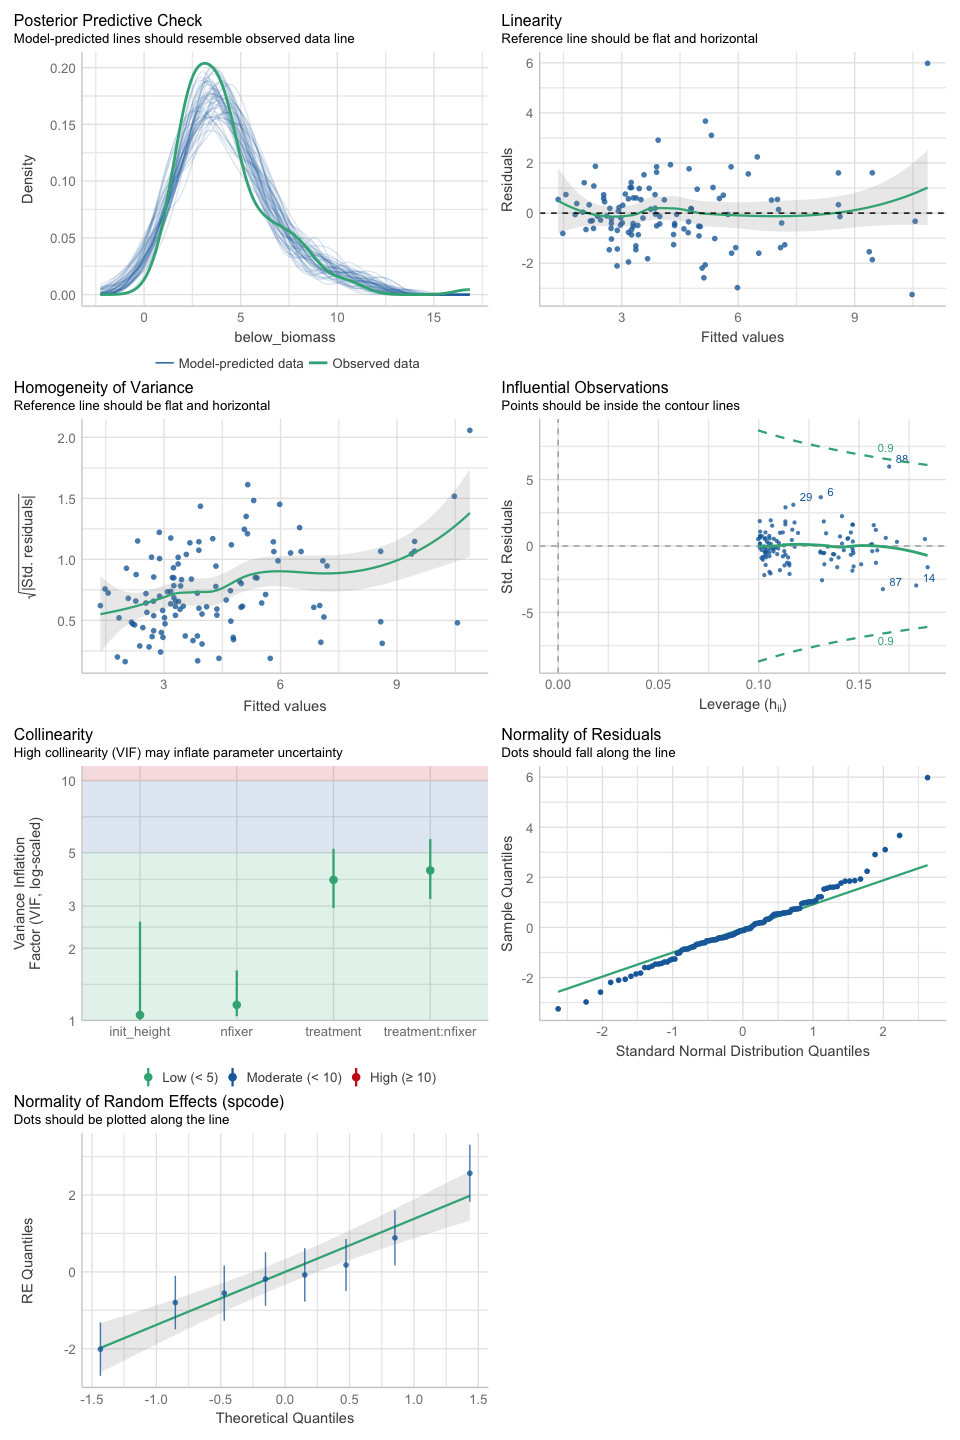 Posterior Predictive Check
Model-predicted lines should resemble observed data line
0.20
0.15
0.10
0.05
0.00
Density
0
5
10
15
below_biomass
Model-predicted data
Observed data
Linearity
Reference line should be flat and horizontal
6
4
2
0
-2
Residuals
3
6
9
Fitted values
Homogeneity of Variance
Reference line should be flat and horizontal
2.0
1.5
1.0
0.5
√|Std. residuals|
3
6
9
Fitted values
Influential Observations
Points should be inside the contour lines
5
0
-5
Std. Residuals
0.9
88
29
6
87
14
0.9
0.00
0.05
0.10
0.15
Leverage (hii)
Collinearity
High collinearity (VIF) may inflate parameter uncertainty
10
5
3
2
1
Variance Inflation
Factor (VIF, log-scaled)
init_height
nfixer
treatment
treatment:nfixer
Low (< 5)
Moderate (< 10)
High (≥ 10)
Normality of Residuals
Dots should fall along the line
6
4
2
0
-2
Sample Quantiles
-2
-1
0
1
2
Standard Normal Distribution Quantiles
Normality of Random Effects (spcode)
Dots should be plotted along the line
2
0
-2
RE Quantiles
-1.5
-1.0
-0.5
0.0
0.5
1.0
1.5
Theoretical Quantiles